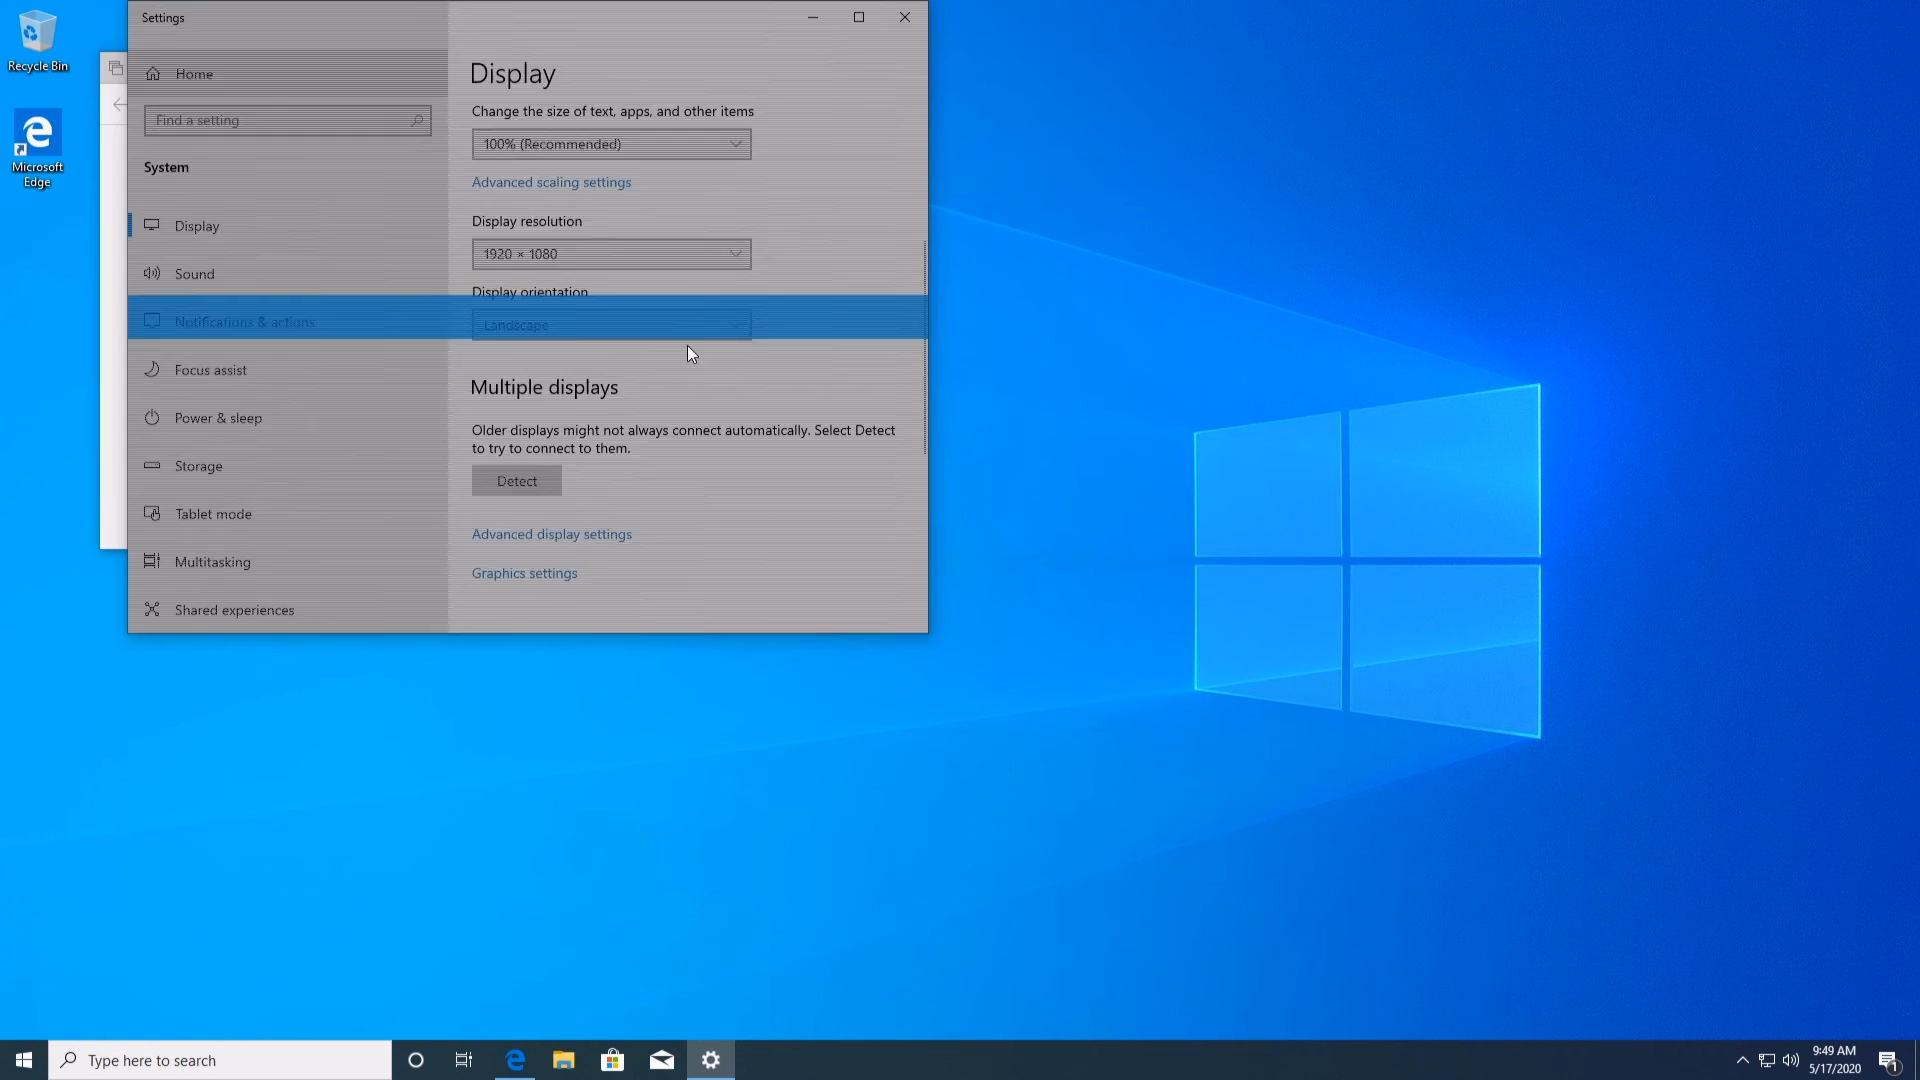 Recycle Bin
Microsoft
Edge
Settings
Home
Find a setting
System
Display
Sound
Notifications & actions
Focus assist
Power & sleep
Storage
Tablet mode
Multitasking
Shared experiences
Display
Change the size of text, apps, and other items
100% (Recommended)
Advanced scaling settings
Display resolution
1920 × 1080
Display orientation
Landscape
Multiple displays
Older displays might not always connect automatically. Select Detect
to try to connect to them.
Detect
Advanced display settings
Graphics settings
Type here to search
9:49 AM
5/17/2020
1